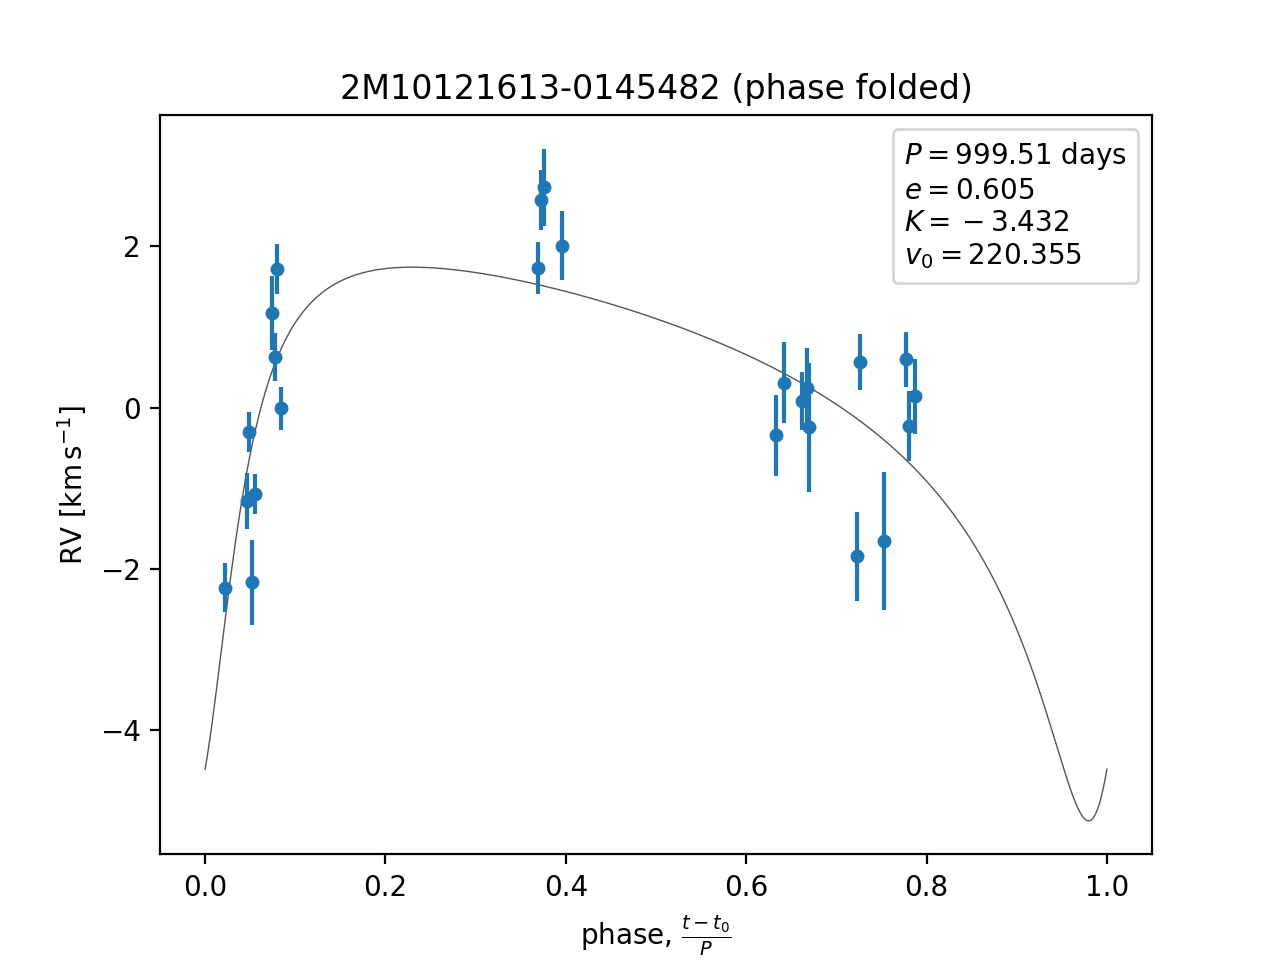 2M10121613-0145482 (phase folded)
P = 999.51 days
e = 0.605
K = −3.432
v₀ = 220.355
RV [km s⁻¹]
2
0
−2
−4
0.0 0.2 0.4 0.6 0.8 1.0
phase, (t − t₀)/P